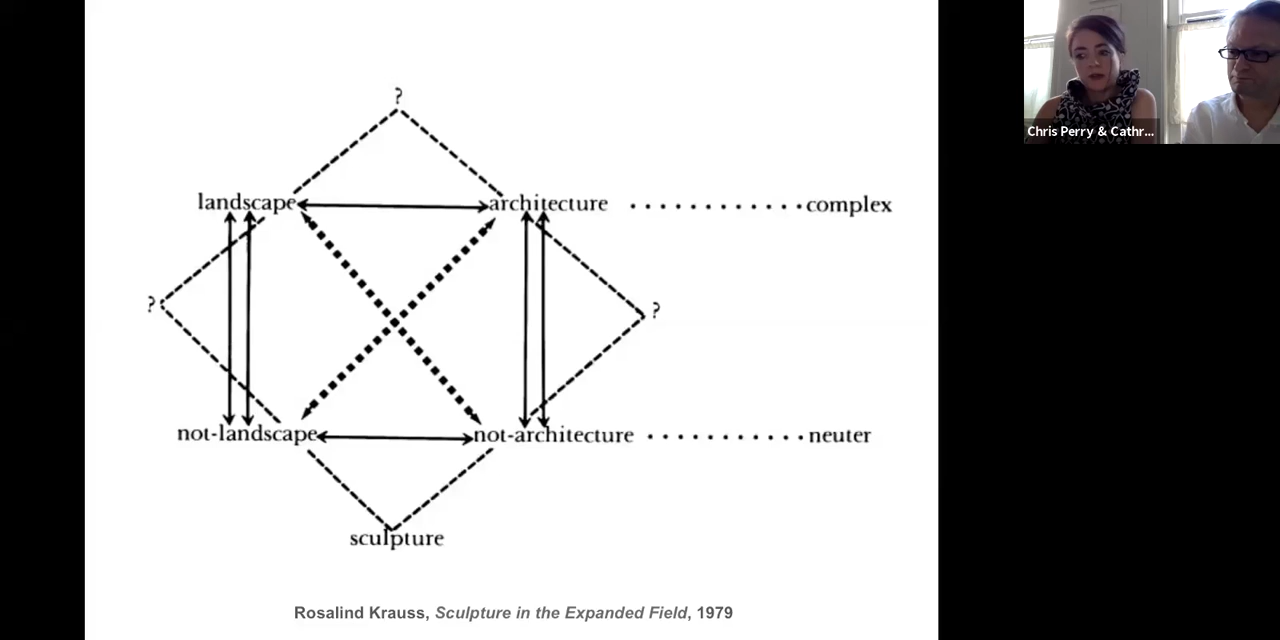 ?
Chris Perry & Cathr...
landscape architecture complex
? ?
not-landscape not-architecture neuter
sculpture
Rosalind Krauss, Sculpture in the Expanded Field, 1979